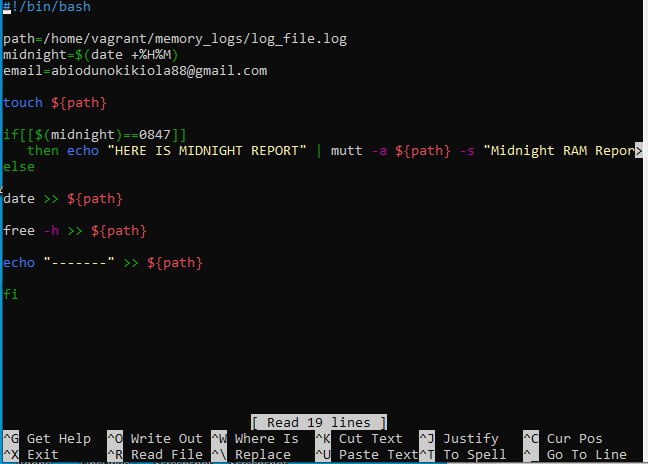 #!/bin/bash
path=/home/vagrant/memory_logs/log_file.log
midnight=$(date +%H%M)
email=abiodunokikiola88@gmail.com
touch ${path}
if[[$(midnight)==0847]]
then echo "HERE IS MIDNIGHT REPORT" | mutt -a ${path} -s "Midnight RAM Repor>
else
date >> ${path}
free -h >> ${path}
echo "-------" >> ${path}
fi
[ Read 19 lines ]
^G Get Help ^O Write Out ^W Where Is ^K Cut Text ^J Justify ^C Cur Pos
^X Exit ^R Read File ^\ Replace ^U Paste Text ^T To Spell ^_ Go To Line